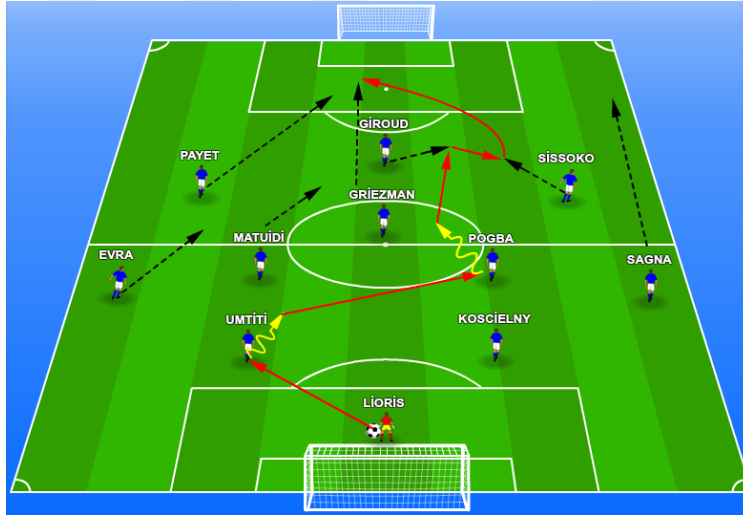 GİROUD
PAYET
SİSSOKO
GRİEZMAN
MATUİDİ
POGBA
EVRA
SAGNA
UMTİTİ
KOSCİELNY
LİORİS